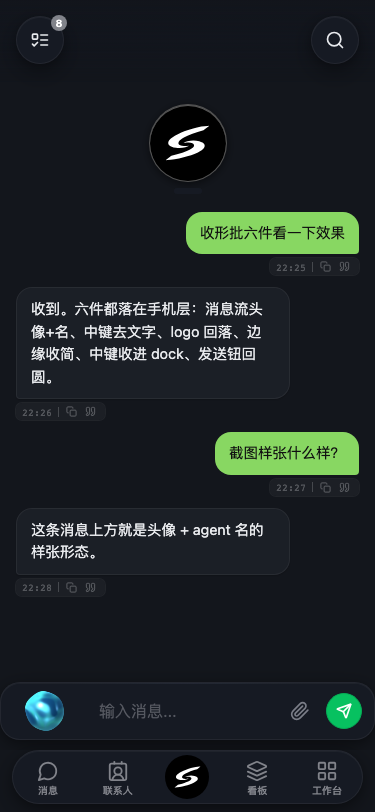 8
收形批六件看一下效果
22:25
收到。六件都落在手机层：消息流头
像+名、中键去文字、logo 回落、边
缘收简、中键收进 dock、发送钮回
圆。
22:26
截图样张什么样？
22:27
这条消息上方就是头像 + agent 名的
样张形态。
22:28
输入消息...
消息
联系人
看板
工作台